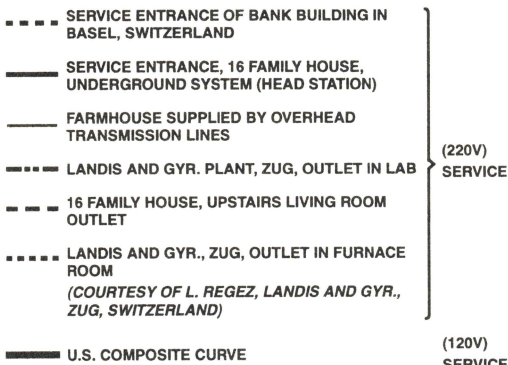 SERVICE ENTRANCE OF BANK BUILDING IN
BASEL, SWITZERLAND
SERVICE ENTRANCE, 16 FAMILY HOUSE,
UNDERGROUND SYSTEM (HEAD STATION)
FARMHOUSE SUPPLIED BY OVERHEAD
TRANSMISSION LINES
LANDIS AND GYR. PLANT, ZUG, OUTLET IN LAB
(220V)
SERVICE
16 FAMILY HOUSE, UPSTAIRS LIVING ROOM
OUTLET
LANDIS AND GYR., ZUG, OUTLET IN FURNACE
ROOM
(COURTESY OF L. REGEZ, LANDIS AND GYR.,
ZUG, SWITZERLAND)
U.S. COMPOSITE CURVE
(120V)
SERVICE